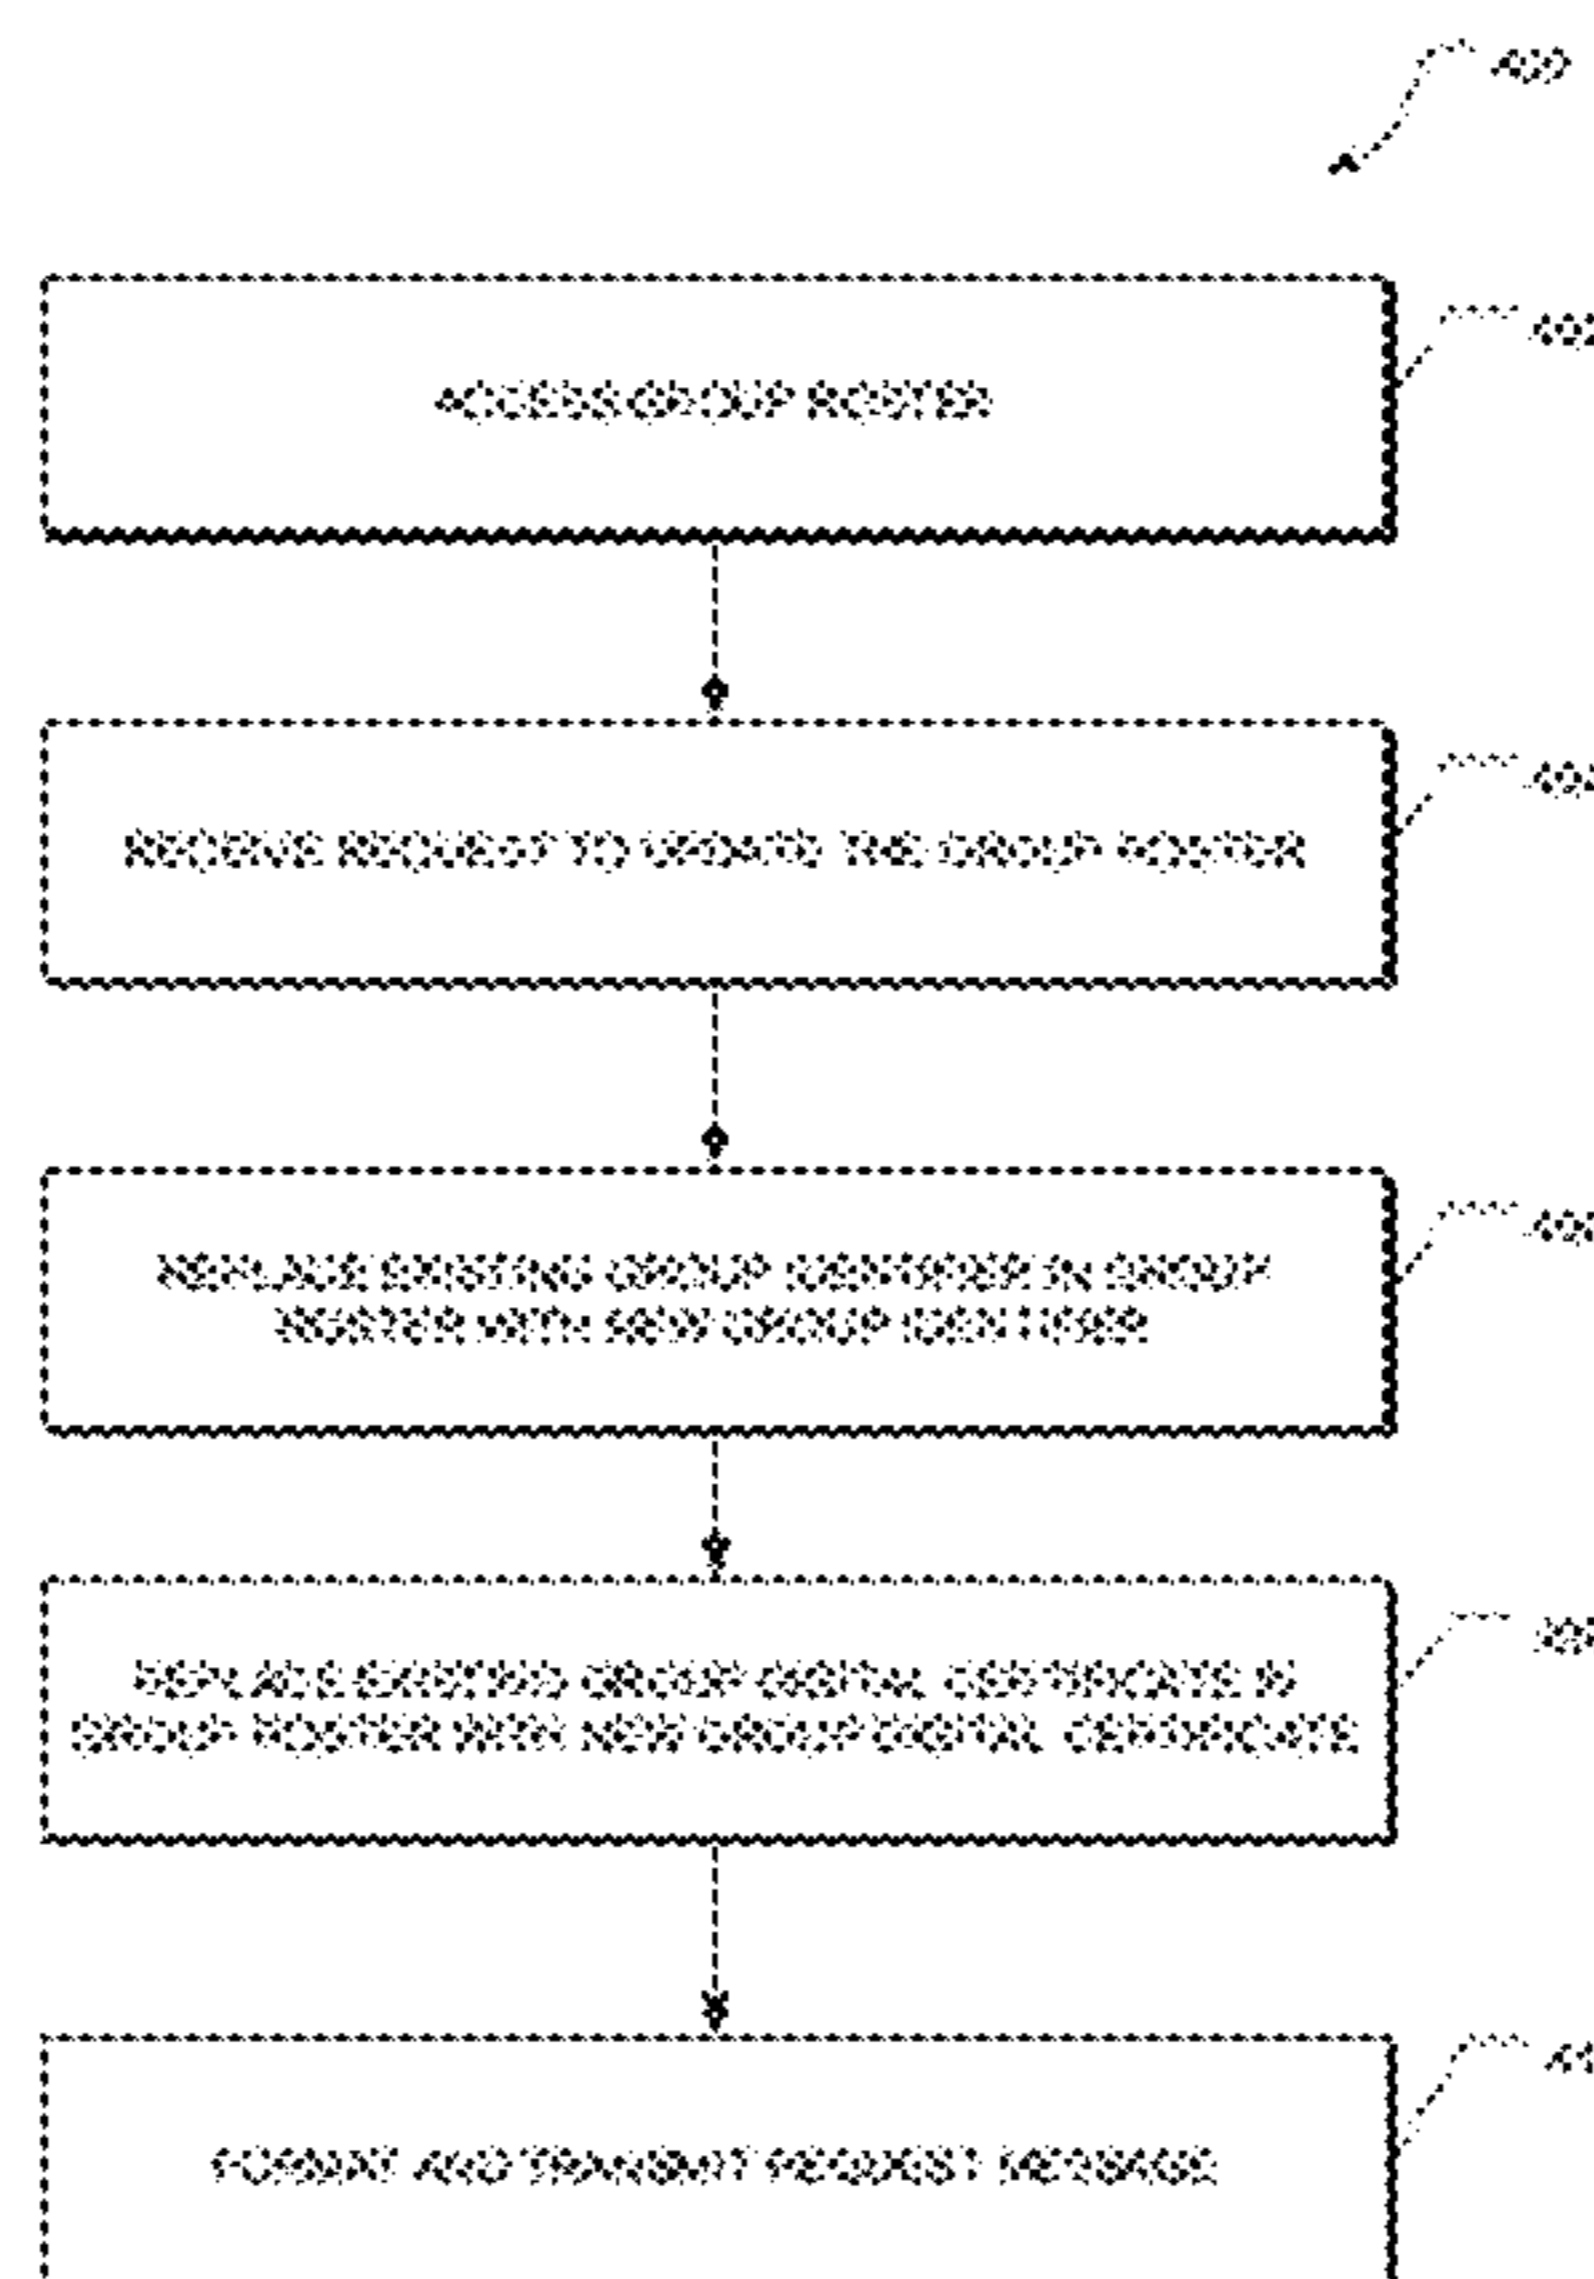 ACCESS GROUP ROSTER
RECEIVE REQUEST TO UPDATE THE GROUP ROSTER
REPLACE EXISTING GROUP IDENTIFIER IN GROUP
ROSTER WITH NEW GROUP IDENTIFIER
REPLACE EXISTING GROUP DIGITAL CERTIFICATE IN
GROUP ROSTER WITH NEW GROUP DIGITAL CERTIFICATE
FORMAT AND TRANSMIT REQUEST MESSAGE